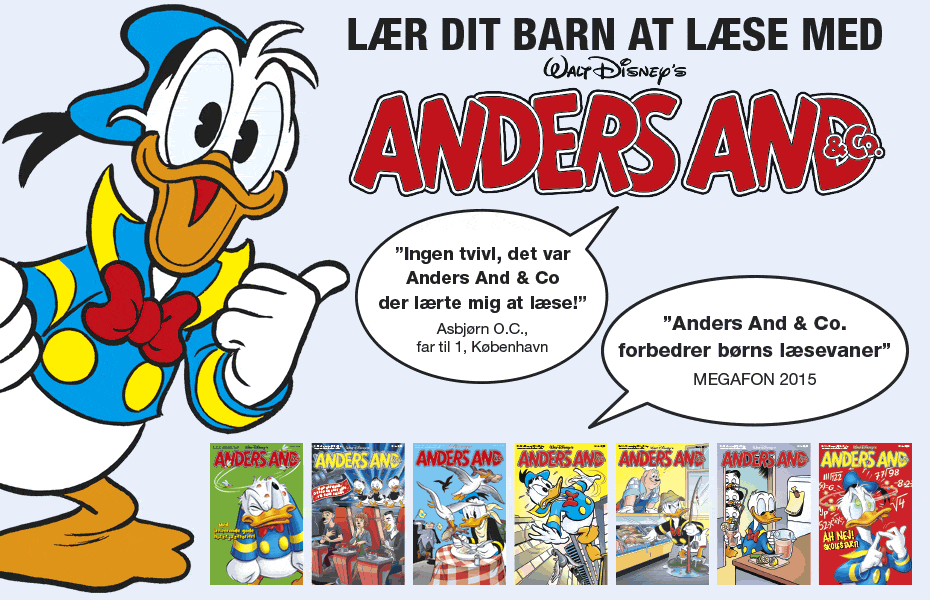 LÆR DIT BARN AT LÆSE MED
WALT DISNEY'S
ANDERS AND
&CO.
”Ingen tvivl, det var
Anders And & Co
der lærte mig at læse!”
Asbjørn O.C.,
far til 1, København
”Anders And & Co.
forbedrer børns læsevaner”
MEGAFON 2015
ANDERS AND
ANDERS AND
ANDERS AND
ANDERS AND
ANDERS AND
ANDERS AND
ANDERS AND
AH NEJ!